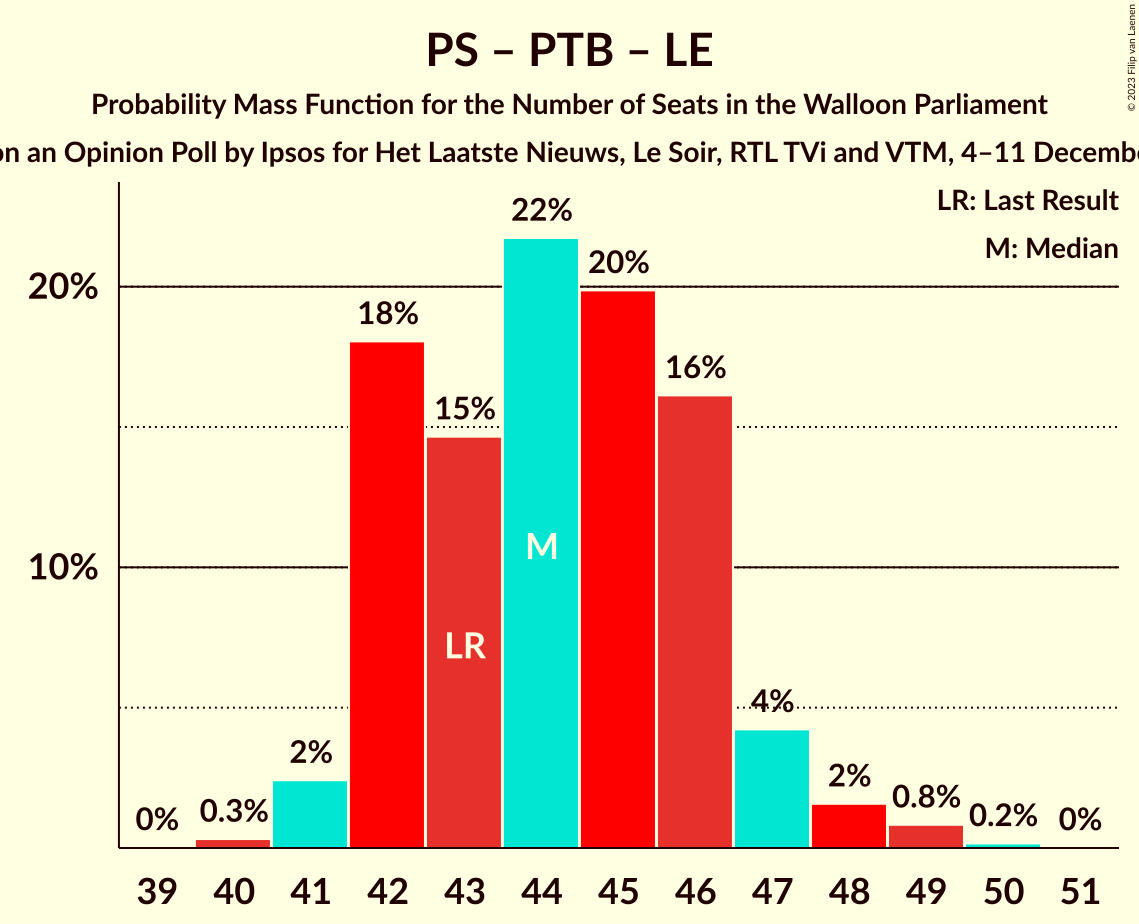 PS – PTB – LE
Probability Mass Function for the Number of Seats in the Walloon Parliament
on an Opinion Poll by Ipsos for Het Laatste Nieuws, Le Soir, RTL TVi and VTM, 4–11
© 2023 Filip van Laenen
LR: Last Result
M: Median
22%
20%
20%
18%
16%
15%
M
10%
LR
4%
2%
2%
0.8%
0.3%
0.2%
0%
0%
39 40 41 42 43 44 45 46 47 48 49 50 51